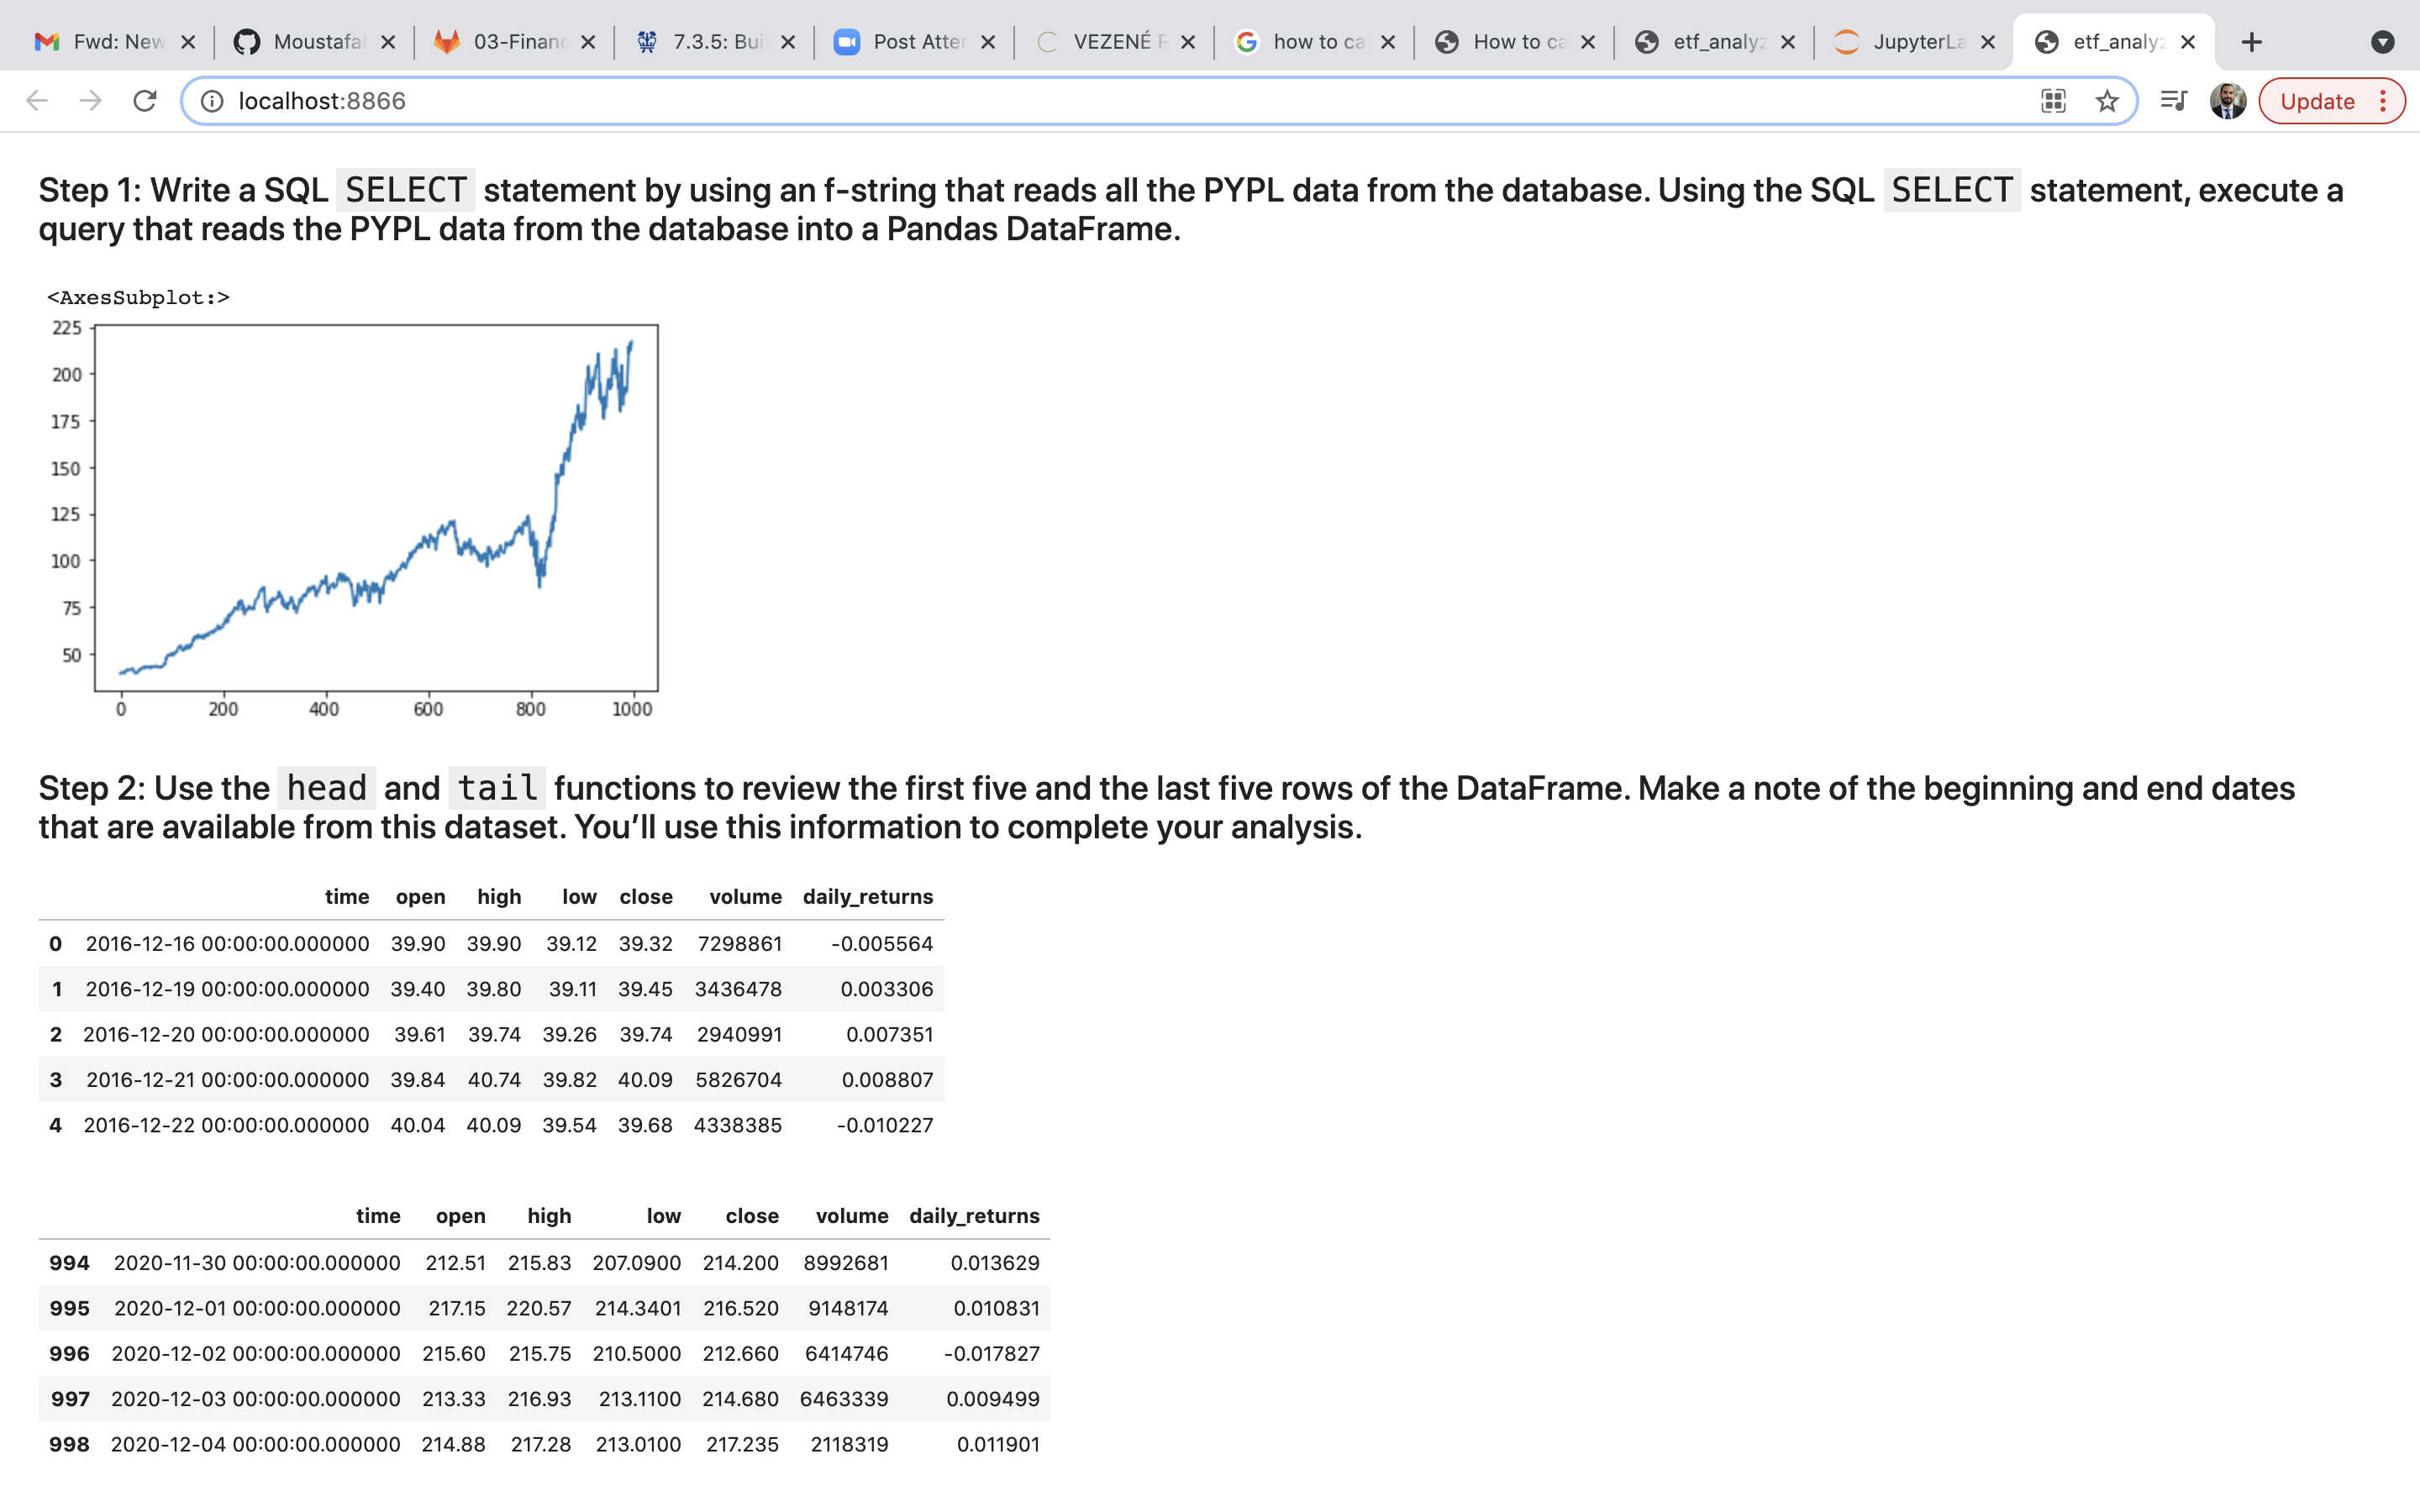 Fwd: New
Moustafa
03-Finan
7.3.5: Bui
Post Atte
VEZENÉ
how to ca
How to ca
etf_analyz
JupyterLa
etf_analyz
localhost:8866
Update
Step 1: Write a SQL SELECT statement by using an f-string that reads all the PYPL data from the database. Using the SQL SELECT statement, execute a
query that reads the PYPL data from the database into a Pandas DataFrame.
<AxesSubplot:>
225
200
175
150
125
100
75
50
0 200 400 600 800 1000
Step 2: Use the head and tail functions to review the first five and the last five rows of the DataFrame. Make a note of the beginning and end dates
that are available from this dataset. You’ll use this information to complete your analysis.
time open high low close volume daily_returns
0 2016-12-16 00:00:00.000000 39.90 39.90 39.12 39.32 7298861 -0.005564
1 2016-12-19 00:00:00.000000 39.40 39.80 39.11 39.45 3436478 0.003306
2 2016-12-20 00:00:00.000000 39.61 39.74 39.26 39.74 2940991 0.007351
3 2016-12-21 00:00:00.000000 39.84 40.74 39.82 40.09 5826704 0.008807
4 2016-12-22 00:00:00.000000 40.04 40.09 39.54 39.68 4338385 -0.010227
time open high low close volume daily_returns
994 2020-11-30 00:00:00.000000 212.51 215.83 207.0900 214.200 8992681 0.013629
995 2020-12-01 00:00:00.000000 217.15 220.57 214.3401 216.520 9148174 0.010831
996 2020-12-02 00:00:00.000000 215.60 215.75 210.5000 212.660 6414746 -0.017827
997 2020-12-03 00:00:00.000000 213.33 216.93 213.1100 214.680 6463339 0.009499
998 2020-12-04 00:00:00.000000 214.88 217.28 213.0100 217.235 2118319 0.011901